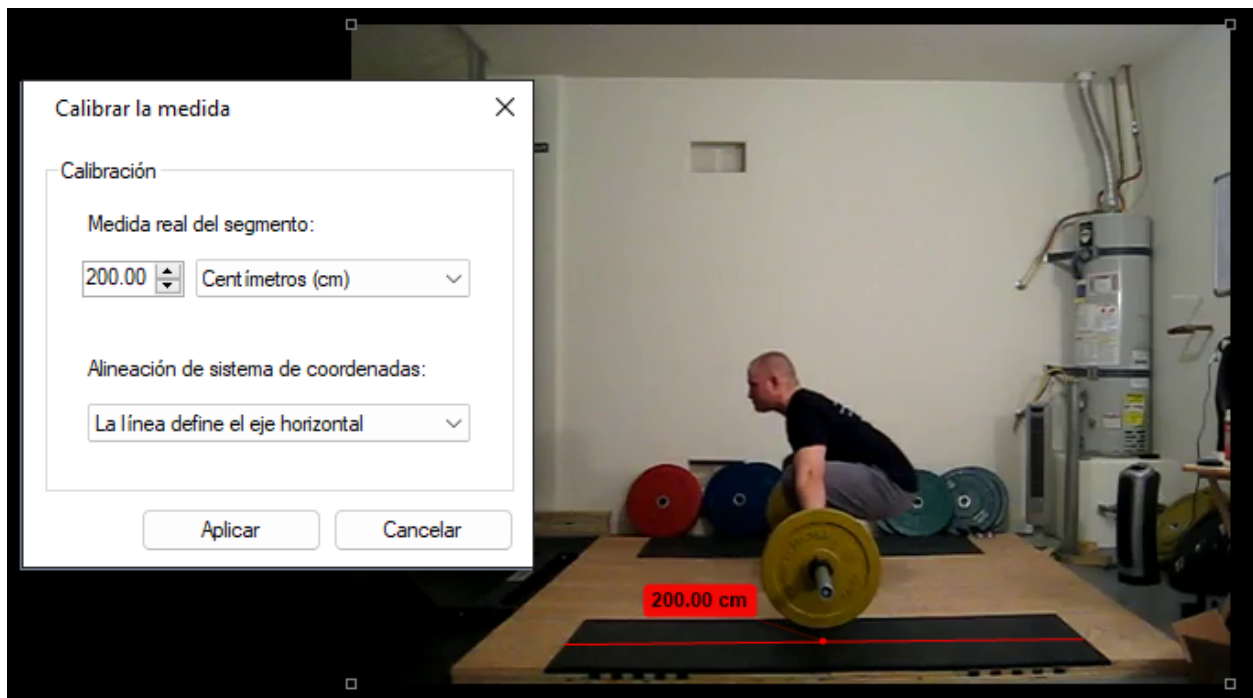 Calibrar la medida
Calibración
Medida real del segmento:
200.00 Centímetros (cm)
Alineación de sistema de coordenadas:
La línea define el eje horizontal
Aplicar Cancelar
200.00 cm